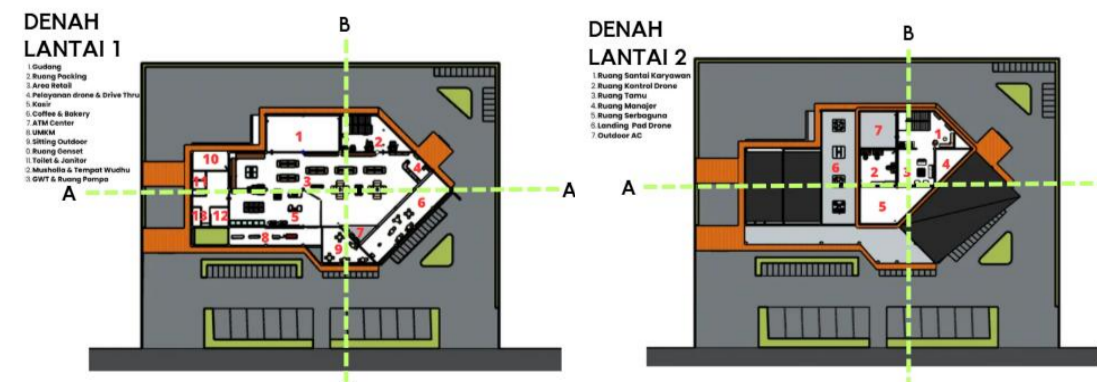 DENAH
LANTAI 1
1.Gudang
2.Ruang Packing
3.Area Retail
4.Pelayanan drone & Drive Thru
5.Kasir
6.Coffee & Bakery
7.ATM Center
8.UMKM
9.Sitting Outdoor
0.Ruang Genset
11.Toilet & Janitor
2.Musholla & Tempat Wudhu
3.GWT & Ruang Pompa
B
A
A
1
2
3
4
5
6
7
8
9
10
11
12
13
DENAH
LANTAI 2
1.Ruang Santai Karyawan
2.Ruang Kontrol Drone
3.Ruang Tamu
4.Ruang Manajer
5.Ruang Serbaguna
6.Landing Pad Drone
7.Outdoor AC
B
A
A
7
1
6
2
3
4
5